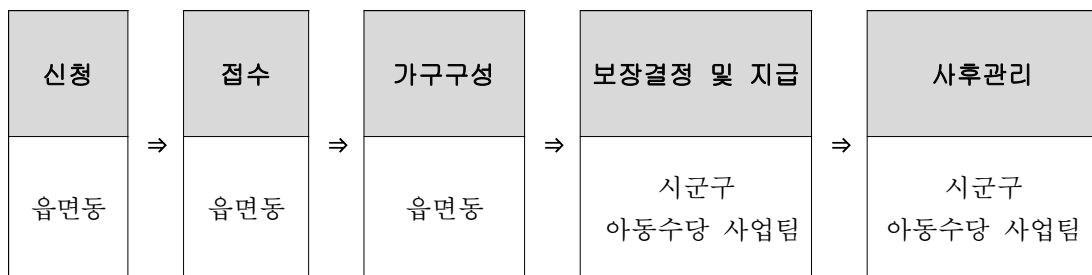 신청
접수
가구구성
보장결정 및 지급
사후관리
⇒
⇒
⇒
⇒
읍면동
읍면동
읍면동
시군구
아동수당 사업팀
시군구
아동수당 사업팀